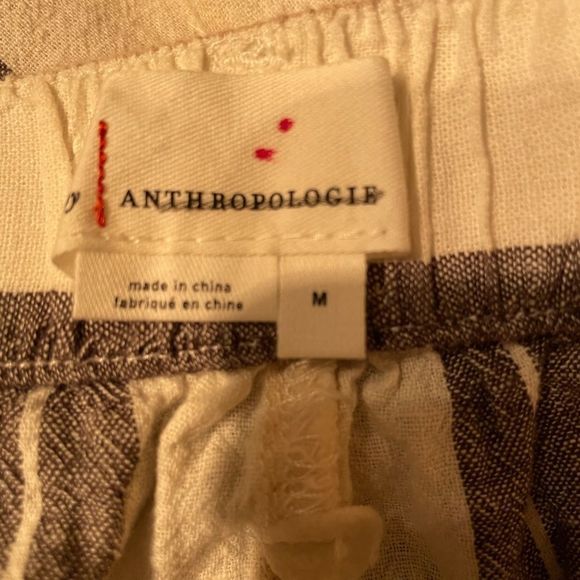 ANTHROPOLOGIE
made in china
fabriqué en chine
M